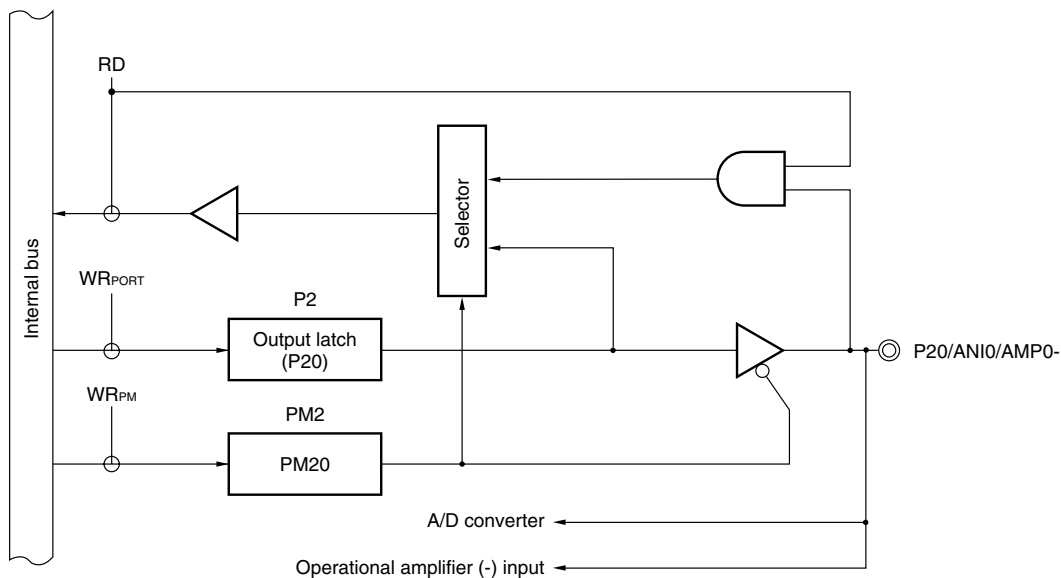 RD
Internal bus
Selector
WRPORT
P2
Output latch
(P20)
P20/ANI0/AMP0-
WRPM
PM2
PM20
A/D converter
Operational amplifier (-) input